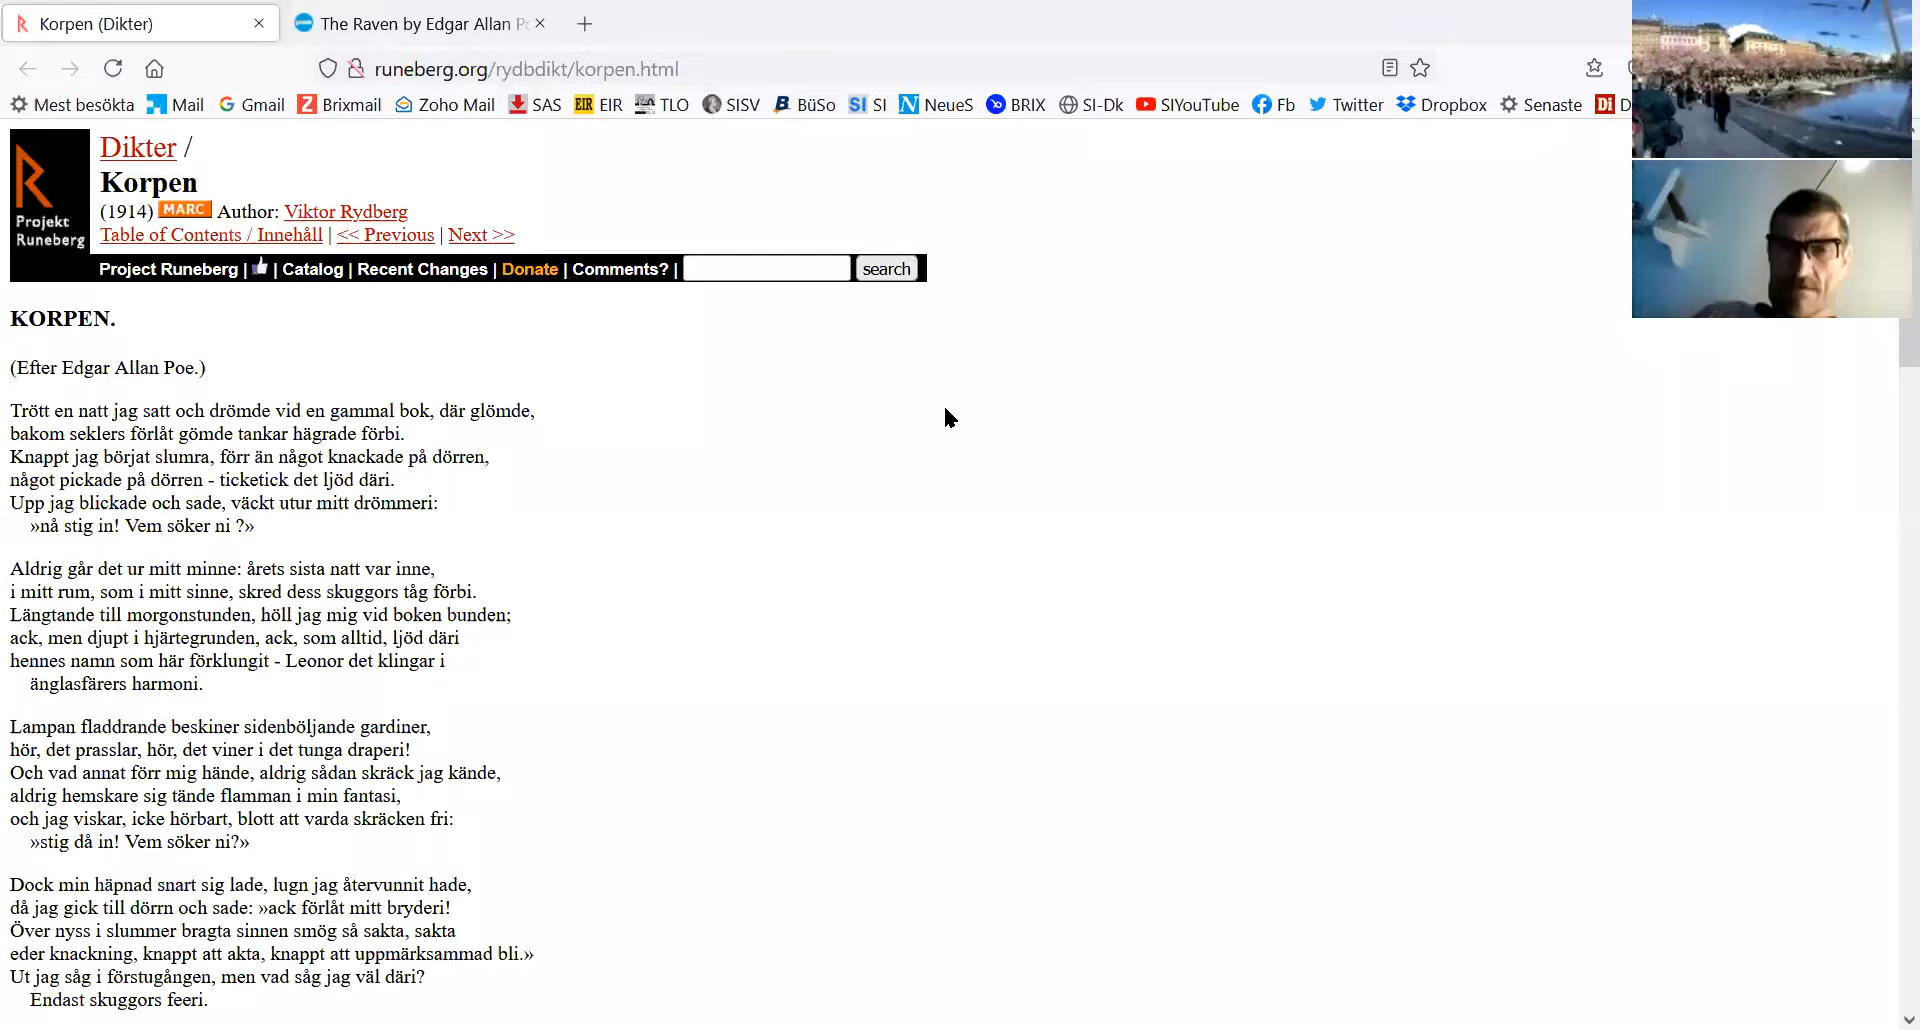 Korpen (Dikter)
The Raven by Edgar Allan P
runeberg.org/rydbdikt/korpen.html
Mest besökta Mail Gmail Brixmail Zoho Mail SAS EIR EIR TLO SISV BüSo SI SI NeueS BRIX SI-Dk SIYouTube Fb Twitter Dropbox Senaste Di D
Dikter /
Korpen
(1914) MARC Author: Viktor Rydberg
Table of Contents / Innehåll | << Previous | Next >>
Projekt
Runeberg
Project Runeberg | | Catalog | Recent Changes | Donate | Comments? | search
KORPEN.
(Efter Edgar Allan Poe.)
Trött en natt jag satt och drömde vid en gammal bok, där glömde,
bakom seklers förlåt gömde tankar hägrade förbi.
Knappt jag börjat slumra, förr än något knackade på dörren,
något pickade på dörren - ticketick det ljöd däri.
Upp jag blickade och sade, väckt utur mitt drömmeri:
»nå stig in! Vem söker ni ?»
Aldrig går det ur mitt minne: årets sista natt var inne,
i mitt rum, som i mitt sinne, skred dess skuggors tåg förbi.
Längtande till morgonstunden, höll jag mig vid boken bunden;
ack, men djupt i hjärtegrunden, ack, som alltid, ljöd däri
hennes namn som här förklungit - Leonor det klingar i
änglasfärers harmoni.
Lampan fladdrande beskiner sidenböljande gardiner,
hör, det prasslar, hör, det viner i det tunga draperi!
Och vad annat förr mig hände, aldrig sådan skräck jag kände,
aldrig hemskare sig tände flamman i min fantasi,
och jag viskar, icke hörbart, blott att varda skräcken fri:
»stig då in! Vem söker ni?»
Dock min häpnad snart sig lade, lugn jag återvunnit hade,
då jag gick till dörrn och sade: »ack förlåt mitt bryderi!
Över nyss i slummer bragta sinnen smög så sakta, sakta
eder knackning, knappt att akta, knappt att uppmärksammad bli.»
Ut jag såg i förstugången, men vad såg jag väl däri?
Endast skuggors feeri.